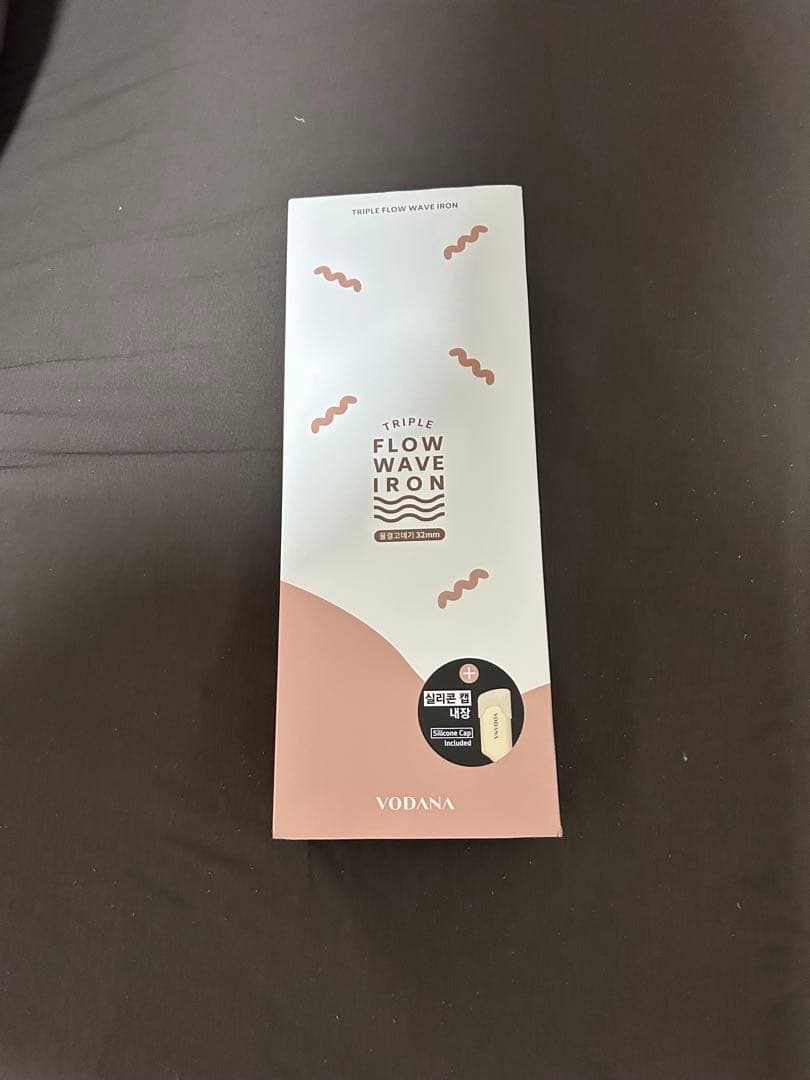 TRIPLE FLOW WAVE IRON
TRIPLE
FLOW
WAVE
IRON
물결고데기 32mm
실리콘 캡
내장
Silicone Cap
Included
VODANA
VODANA